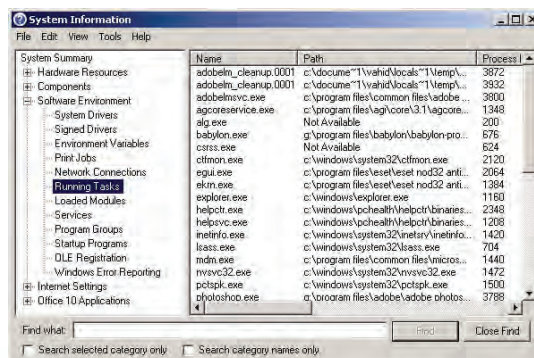 System Information
File Edit View Tools Help
System Summary
Hardware Resources
Components
Software Environment
System Drivers
Signed Drivers
Environment Variables
Print Jobs
Network Connections
Running Tasks
Loaded Modules
Services
Program Groups
Startup Programs
OLE Registration
Windows Error Reporting
Internet Settings
Office 10 Applications
Name Path Process I
adobelm_cleanup.0001 c:\docume~1\vahid\locals~1\temp\... 3872
adobelm_cleanup.0001 c:\docume~1\vahid\locals~1\temp\... 3932
adobelmsvc.exe c:\program files\common files\adobe ... 3800
agcoreservice.exe c:\program files\agi\core\3.1\agcore... 1348
alg.exe Not Available 200
babylon.exe g:\program files\babylon\babylon-pro... 676
csrss.exe Not Available 624
ctfmon.exe c:\windows\system32\ctfmon.exe 2120
egui.exe c:\program files\eset\eset nod32 anti... 2064
ekrn.exe c:\program files\eset\eset nod32 anti... 1384
explorer.exe c:\windows\explorer.exe 1160
helpctr.exe c:\windows\pchealth\helpctr\binaries... 2348
helpsvc.exe c:\windows\pchealth\helpctr\binaries... 1208
inetinfo.exe c:\windows\system32\inetsrv\inetinfo... 1420
lsass.exe c:\windows\system32\lsass.exe 704
mdm.exe c:\program files\common files\micros... 1440
nvsvc32.exe c:\windows\system32\nvsvc32.exe 1472
pctspk.exe c:\windows\system32\pctspk.exe 1500
photoshop.exe g:\program files\adobe\adobe photos... 3788
Find what: Find Close Find
Search selected category only Search category names only